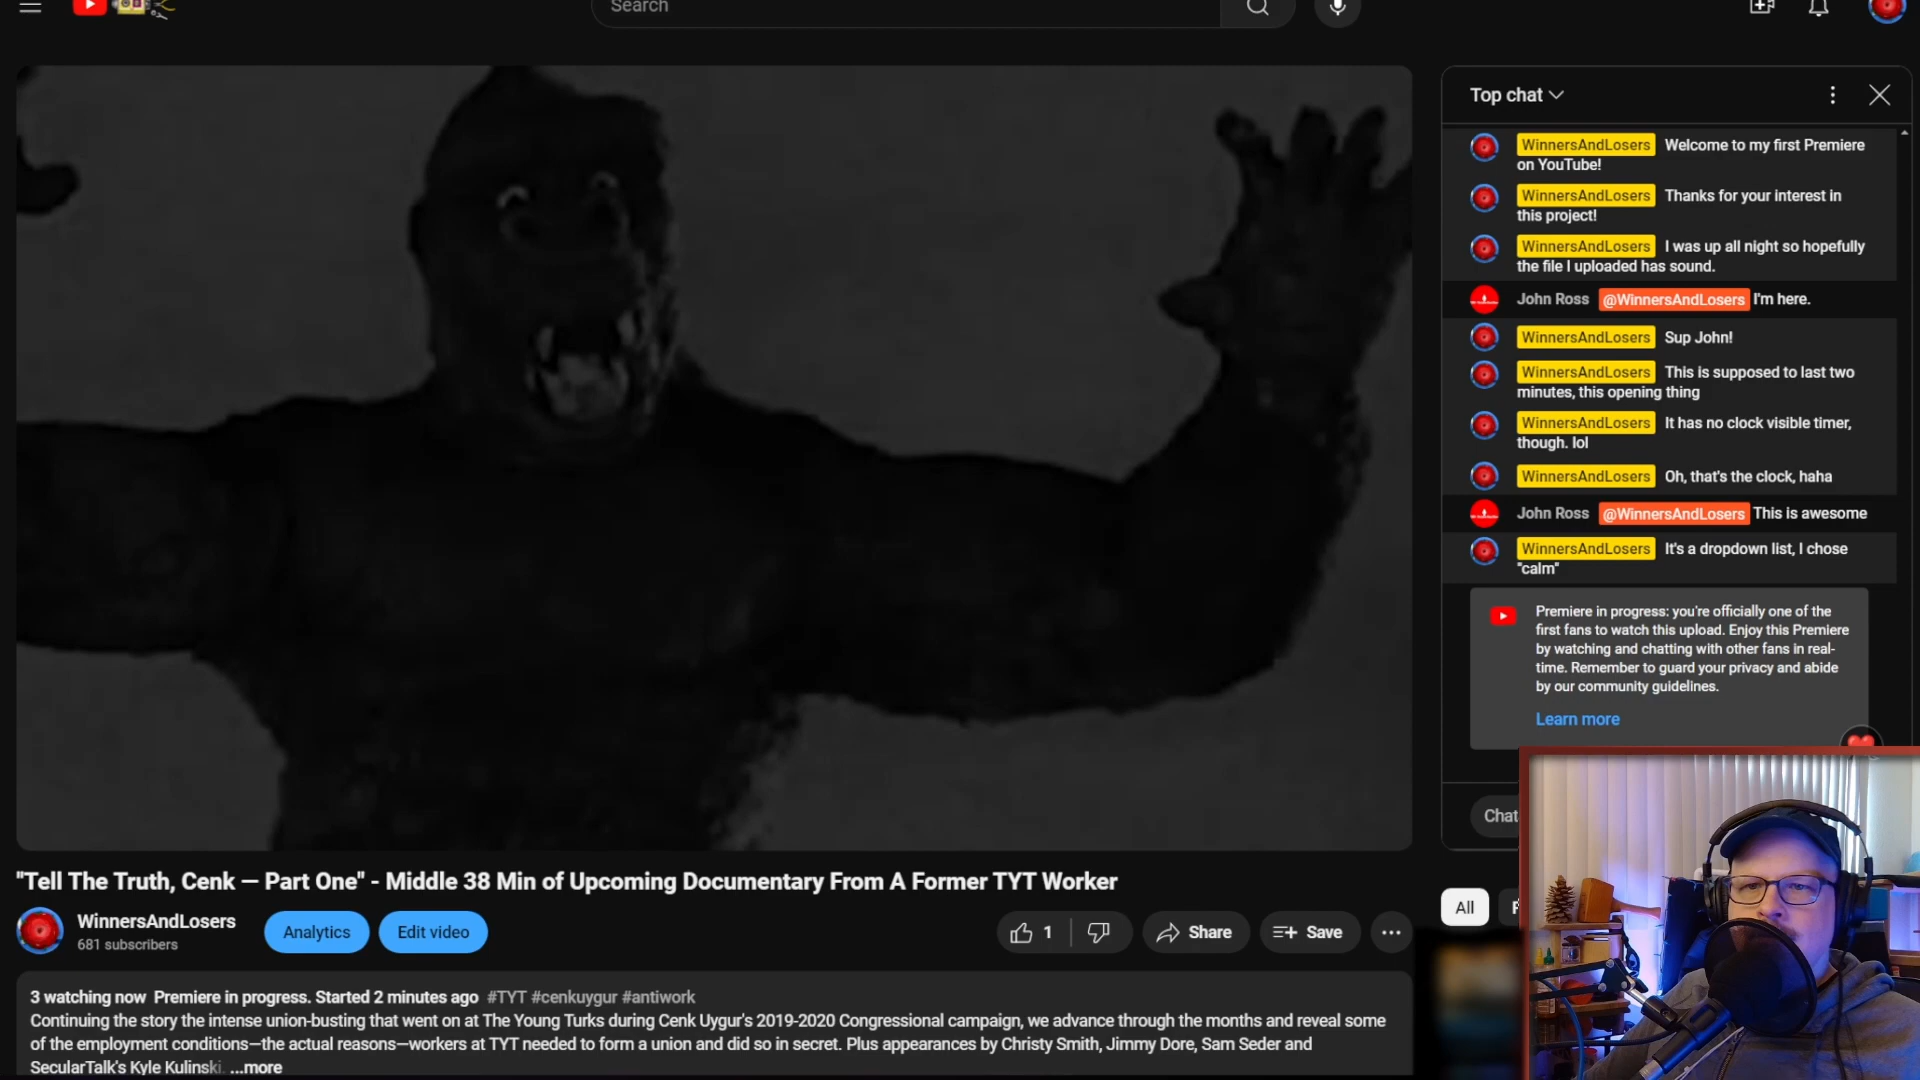 Search
Top chat
WinnersAndLosers Welcome to my first Premiere
on YouTube!
WinnersAndLosers Thanks for your interest in
this project!
WinnersAndLosers I was up all night so hopefully
the file I uploaded has sound.
John Ross @WinnersAndLosers I'm here.
WinnersAndLosers Sup John!
WinnersAndLosers This is supposed to last two
minutes, this opening thing
WinnersAndLosers It has no clock visible timer,
though. lol
WinnersAndLosers Oh, that's the clock, haha
John Ross @WinnersAndLosers This is awesome
WinnersAndLosers It's a dropdown list, I chose
"calm"
Premiere in progress: you're officially one of the
first fans to watch this upload. Enjoy this Premiere
by watching and chatting with other fans in real-
time. Remember to guard your privacy and abide
by our community guidelines.
Learn more
Chat
"Tell The Truth, Cenk — Part One" - Middle 38 Min of Upcoming Documentary From A Former TYT Worker
WinnersAndLosers
681 subscribers
Analytics
Edit video
1
Share
Save
All
3 watching now Premiere in progress. Started 2 minutes ago #TYT #cenkuygur #antiwork
Continuing the story the intense union-busting that went on at The Young Turks during Cenk Uygur's 2019-2020 Congressional campaign, we advance through the months and reveal some
of the employment conditions—the actual reasons—workers at TYT needed to form a union and did so in secret. Plus appearances by Christy Smith, Jimmy Dore, Sam Seder and
SecularTalk's Kyle Kulinski. ...more